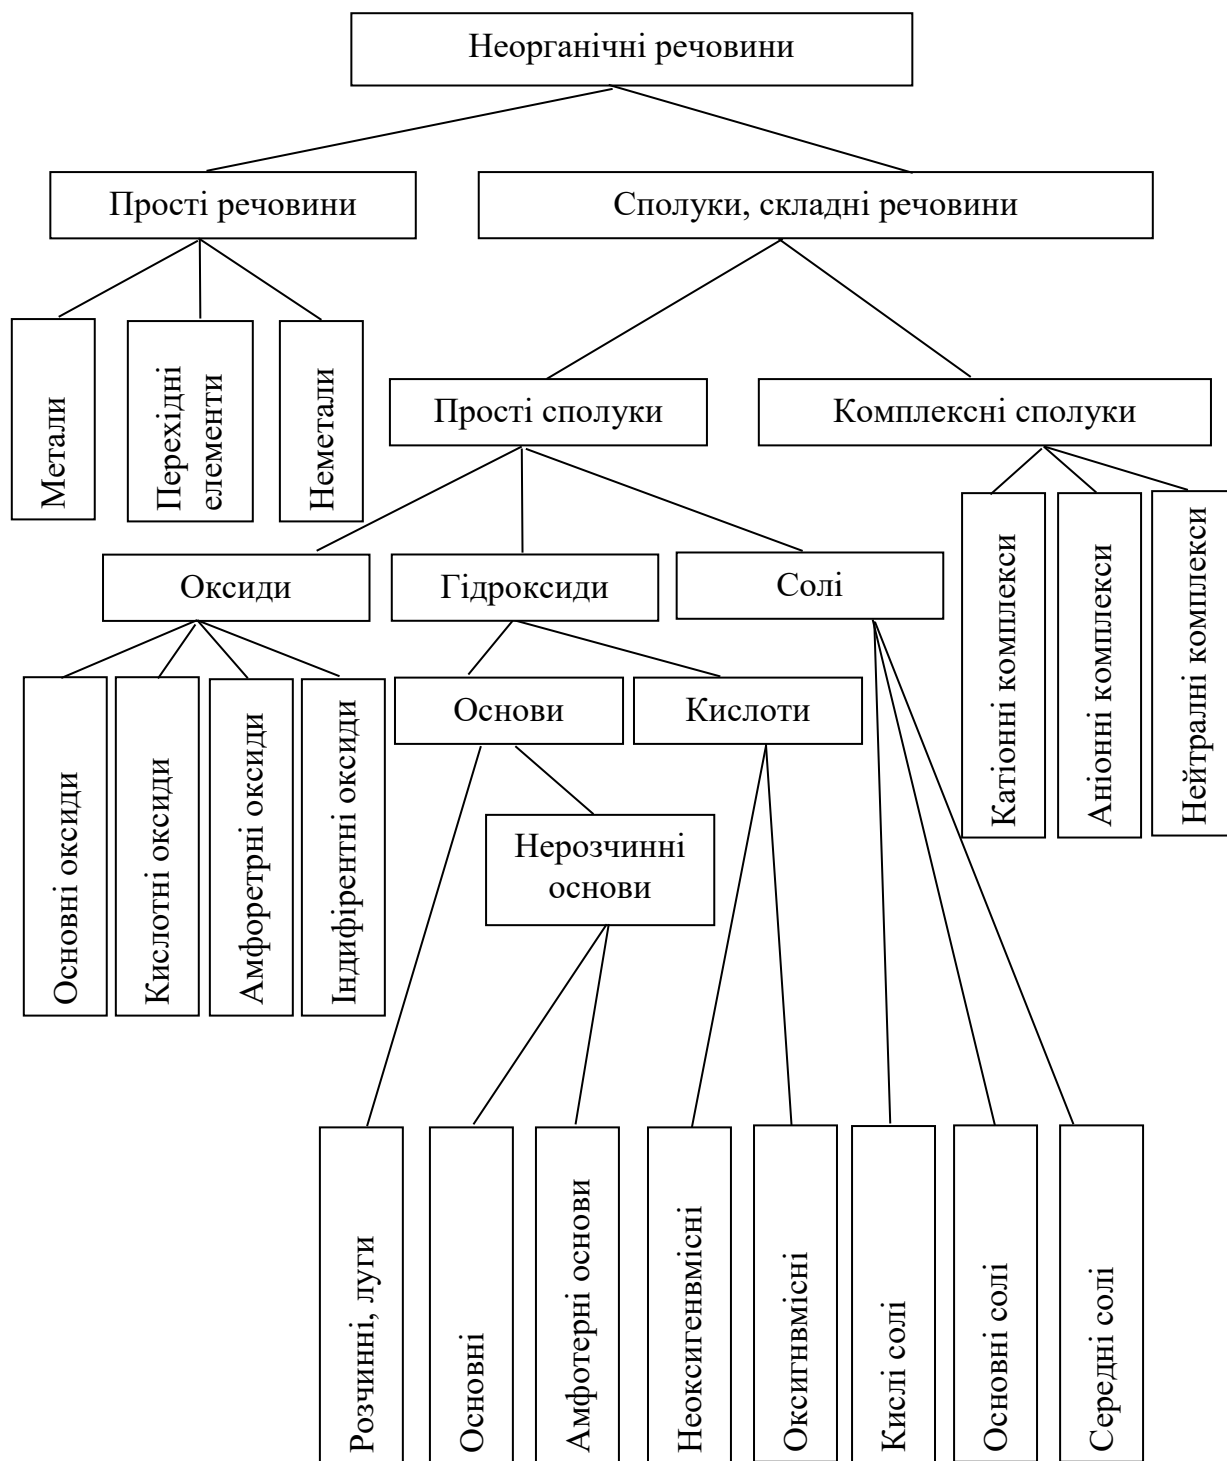 Неорганічні речовини
Прості речовини
Сполуки, складні речовини
Метали
Перехідні
елементи
Неметали
Прості сполуки
Комплексні сполуки
Оксиди
Гідроксиди
Солі
Катіонні комплекси
Аніонні комплекси
Нейтралні комплекси
Основні оксиди
Кислотні оксиди
Амфоретрні оксиди
Індифірентні оксиди
Основи
Кислоти
Нерозчинні
основи
Розчинні, луги
Основні
Амфотерні основи
Неоксигенвмісні
Оксигнвмісні
Кислі солі
Основні солі
Середні солі